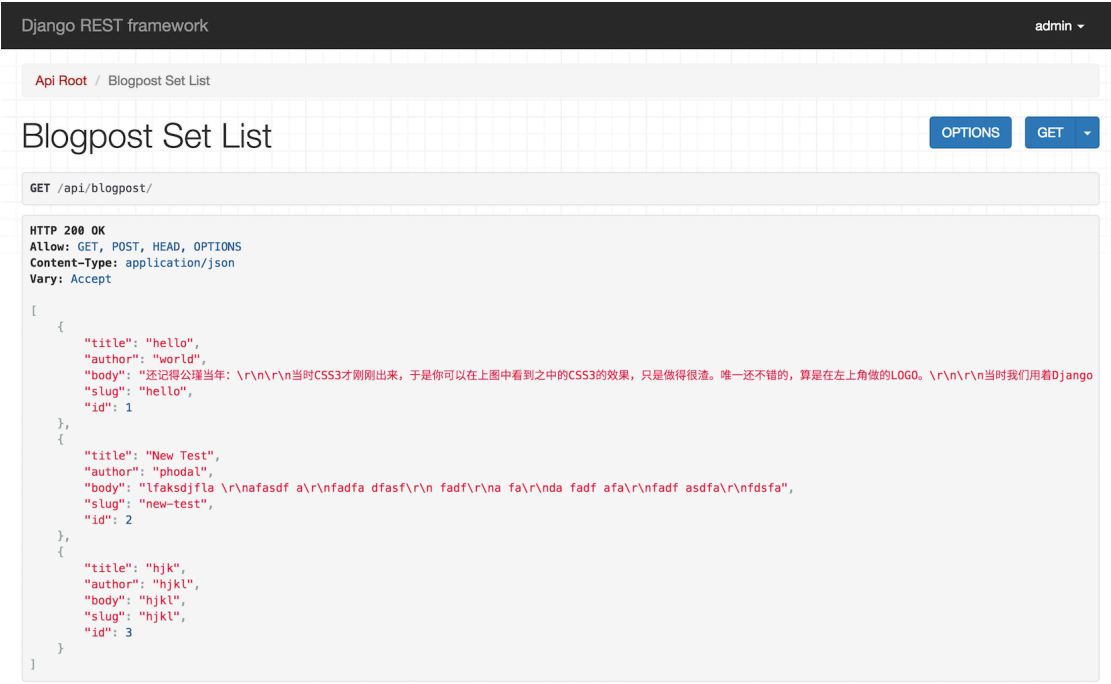 Django REST framework
admin
Api Root / Blogpost Set List
Blogpost Set List
OPTIONS
GET
GET /api/blogpost/
HTTP 200 OK
Allow: GET, POST, HEAD, OPTIONS
Content-Type: application/json
Vary: Accept
[
    {
        "title": "hello",
        "author": "world",
        "body": "还记得公瑾当年：\r\n\r\n当时CSS3才刚刚出来，于是你可以在上图中看到之中的CSS3的效果，只是做得很渣。唯一还不错的，算是在左上角做的LOGO。\r\n\r\n当时我们用着Django
        "slug": "hello",
        "id": 1
    },
    {
        "title": "New Test",
        "author": "phodal",
        "body": "lfaksdjfla \r\nafasdf a\r\nfadfa dfasf\r\n fadf\r\na fa\r\nda fadf afa\r\nfadf asdfa\r\nfdsfa",
        "slug": "new-test",
        "id": 2
    },
    {
        "title": "hjk",
        "author": "hjkl",
        "body": "hjkl",
        "slug": "hjkl",
        "id": 3
    }
]